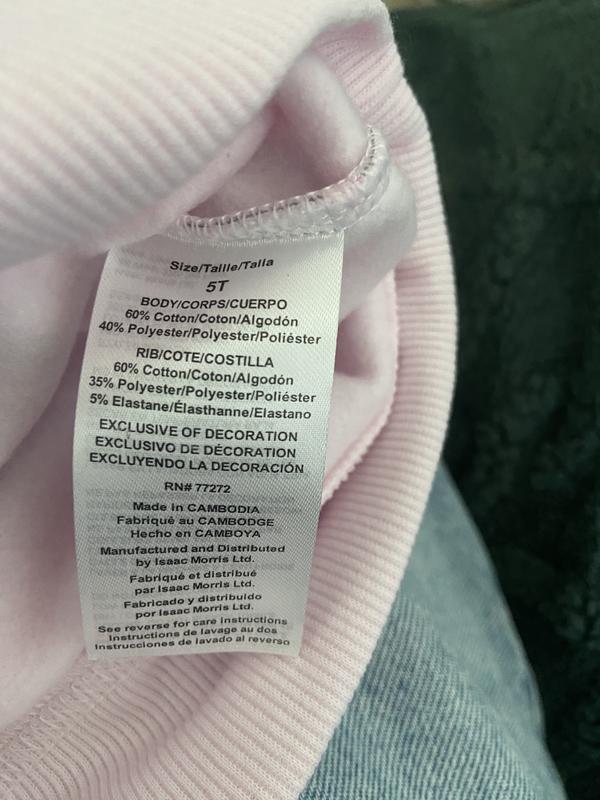 Size/Taille/Talla
5T
BODY/CORPS/CUERPO
60% Cotton/Coton/Algodón
40% Polyester/Polyester/Poliéster
RIB/COTE/COSTILLA
60% Cotton/Coton/Algodón
35% Polyester/Polyester/Poliéster
5% Elastane/Élasthanne/Elastano
EXCLUSIVE OF DECORATION
EXCLUSIVO DE DÉCORATION
EXCLUYENDO LA DECORACIÓN
RN# 77272
Made in CAMBODIA
Fabriqué au CAMBODGE
Hecho en CAMBOYA
Manufactured and Distributed
by Isaac Morris Ltd.
Fabriqué et distribué
par Isaac Morris Ltd.
Fabricado y distribuido
por Isaac Morris Ltd.
See reverse for care instructions
Instructions de lavage au dos
Instrucciones de lavado al reverso